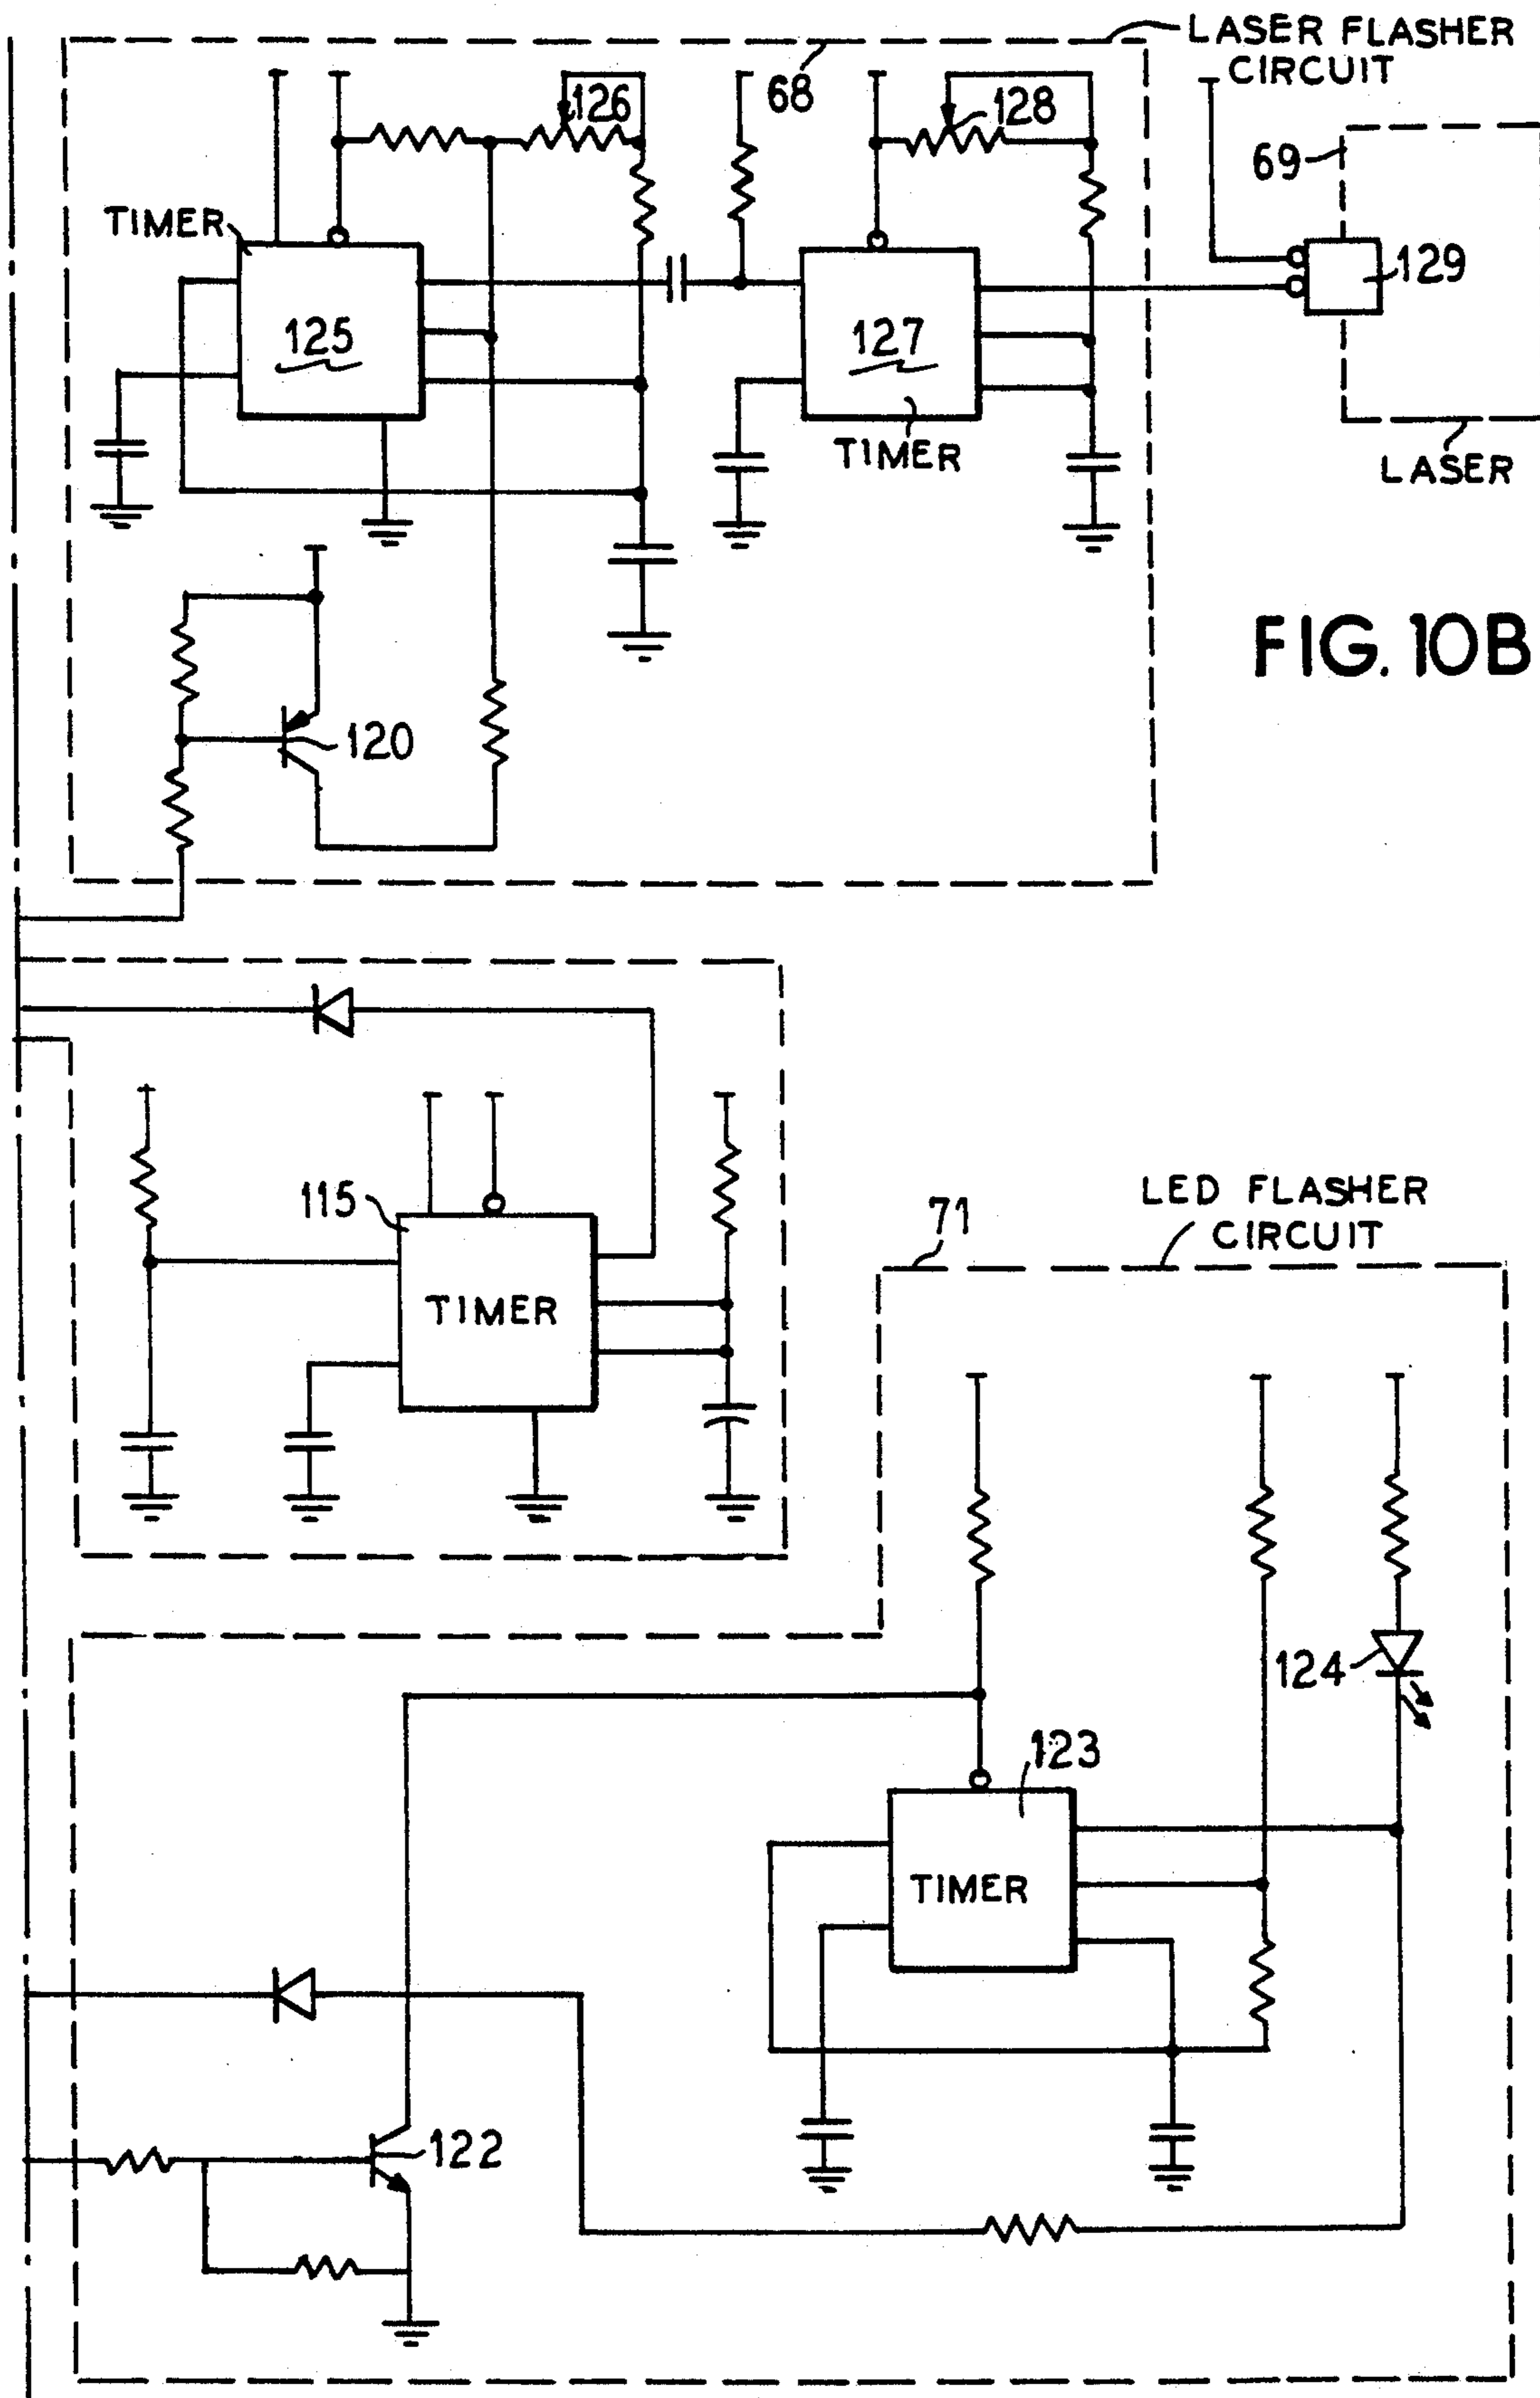 LASER FLASHER
CIRCUIT
68
126
128
69
TIMER
129
125
127
TIMER
LASER
FIG. 10B
120
115
TIMER
LED FLASHER
CIRCUIT
71
124
123
TIMER
122